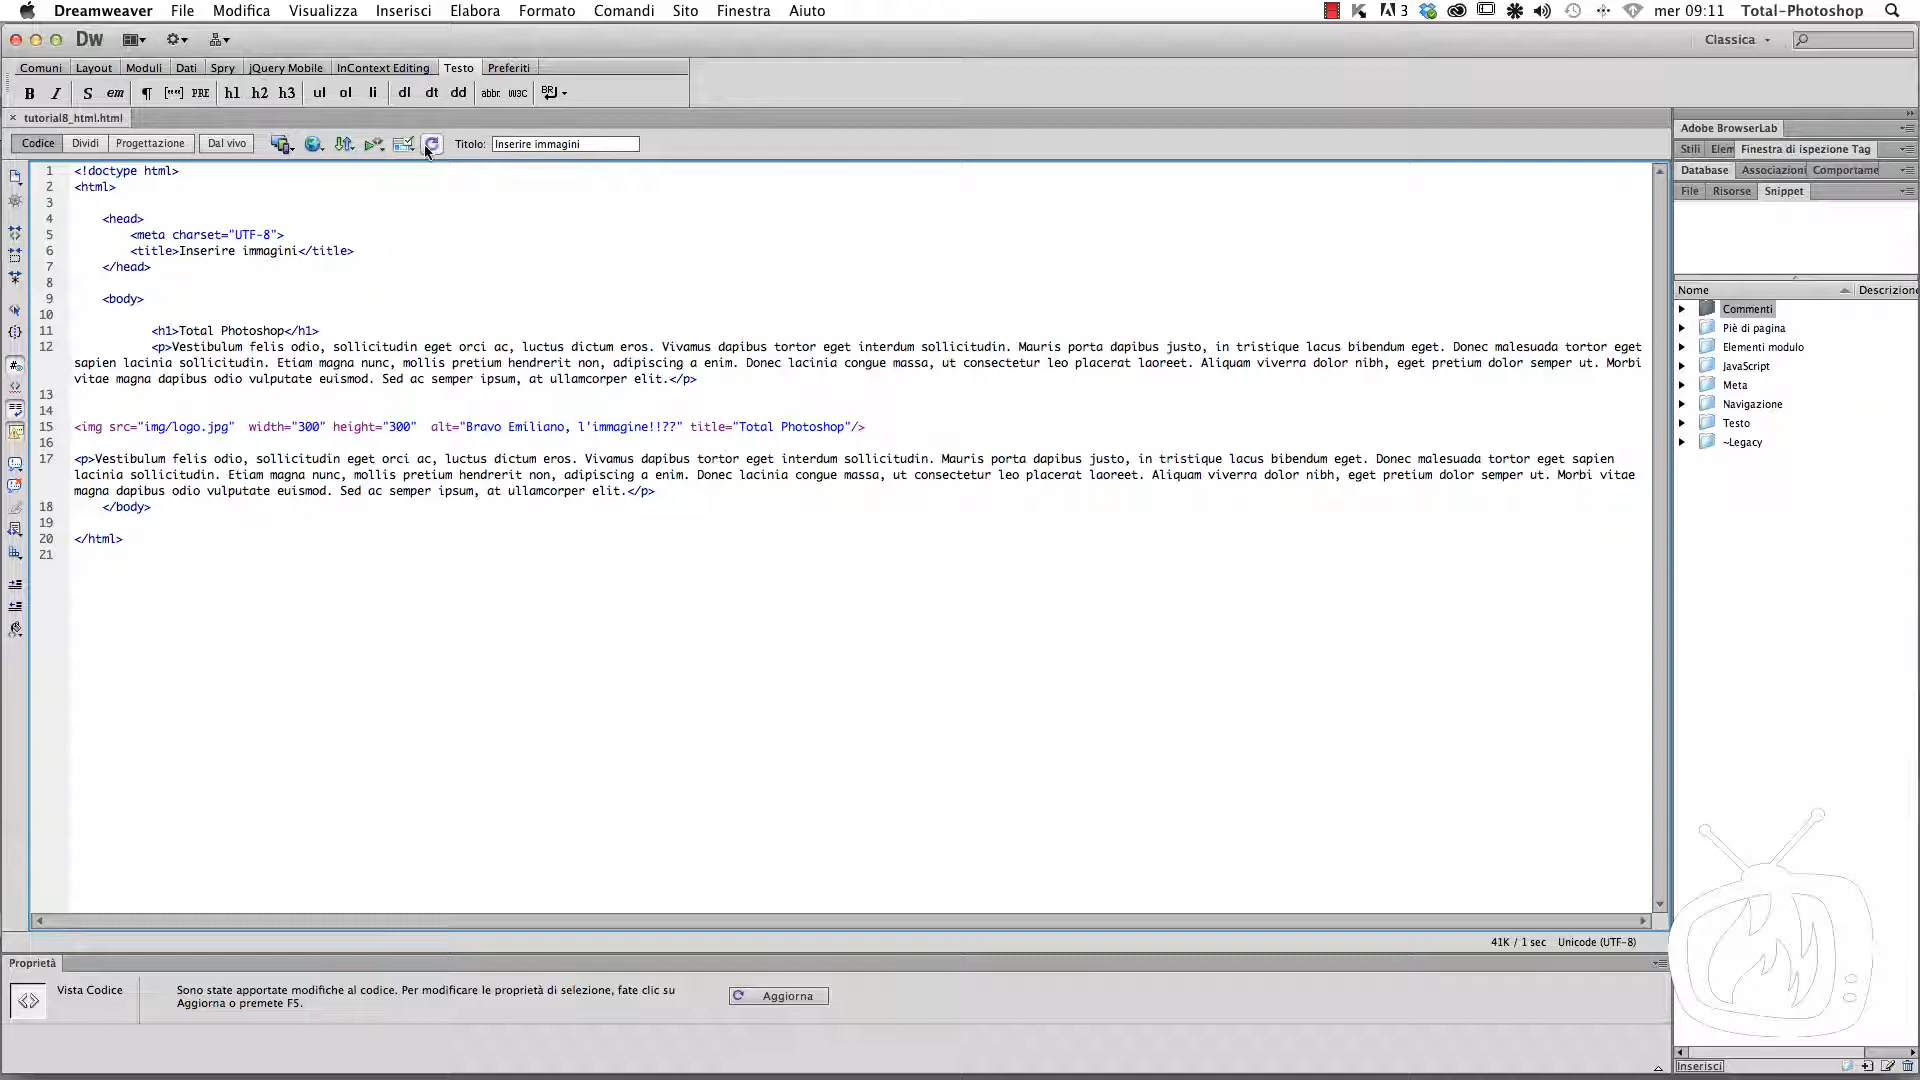 Dreamweaver File Modifica Visualizza Inserisci Elabora Formato Comandi Sito Finestra Aiuto 3 mer 09:11 Total-Photoshop
Dw Classica
Comuni Layout Moduli Dati Spry jQuery Mobile InContext Editing Testo Preferiti
B I S em ¶ [""] PRE h1 h2 h3 ul ol li dl dt dd abbr. W3C BR
× tutorial8_html.html
Codice Dividi Progettazione Dal vivo Titolo: Inserire immagini
1 <!doctype html>
2 <html>
3
4 <head>
5 <meta charset="UTF-8">
6 <title>Inserire immagini</title>
7 </head>
8
9 <body>
10
11 <h1>Total Photoshop</h1>
12 <p>Vestibulum felis odio, sollicitudin eget orci ac, luctus dictum eros. Vivamus dapibus tortor eget interdum sollicitudin. Mauris porta dapibus justo, in tristique lacus bibendum eget. Donec malesuada tortor eget
sapien lacinia sollicitudin. Etiam magna nunc, mollis pretium hendrerit non, adipiscing a enim. Donec lacinia congue massa, ut consectetur leo placerat laoreet. Aliquam viverra dolor nibh, eget pretium dolor semper ut. Morbi
vitae magna dapibus odio vulputate euismod. Sed ac semper ipsum, at ullamcorper elit.</p>
13
14
15 <img src="img/logo.jpg" width="300" height="300" alt="Bravo Emiliano, l'immagine!!??" title="Total Photoshop"/>
16
17 <p>Vestibulum felis odio, sollicitudin eget orci ac, luctus dictum eros. Vivamus dapibus tortor eget interdum sollicitudin. Mauris porta dapibus justo, in tristique lacus bibendum eget. Donec malesuada tortor eget sapien
lacinia sollicitudin. Etiam magna nunc, mollis pretium hendrerit non, adipiscing a enim. Donec lacinia congue massa, ut consectetur leo placerat laoreet. Aliquam viverra dolor nibh, eget pretium dolor semper ut. Morbi vitae
magna dapibus odio vulputate euismod. Sed ac semper ipsum, at ullamcorper elit.</p>
18 </body>
19
20 </html>
21
41K / 1 sec Unicode (UTF-8)
Adobe BrowserLab
Stili Elem Finestra di ispezione Tag
Database Associazioni Comportame
File Risorse Snippet
Nome Descrizione
Commenti
Piè di pagina
Elementi modulo
JavaScript
Meta
Navigazione
Testo
~Legacy
Inserisci
Proprietà
Vista Codice
Sono state apportate modifiche al codice. Per modificare le proprietà di selezione, fate clic su
Aggiorna o premete F5.
Aggiorna